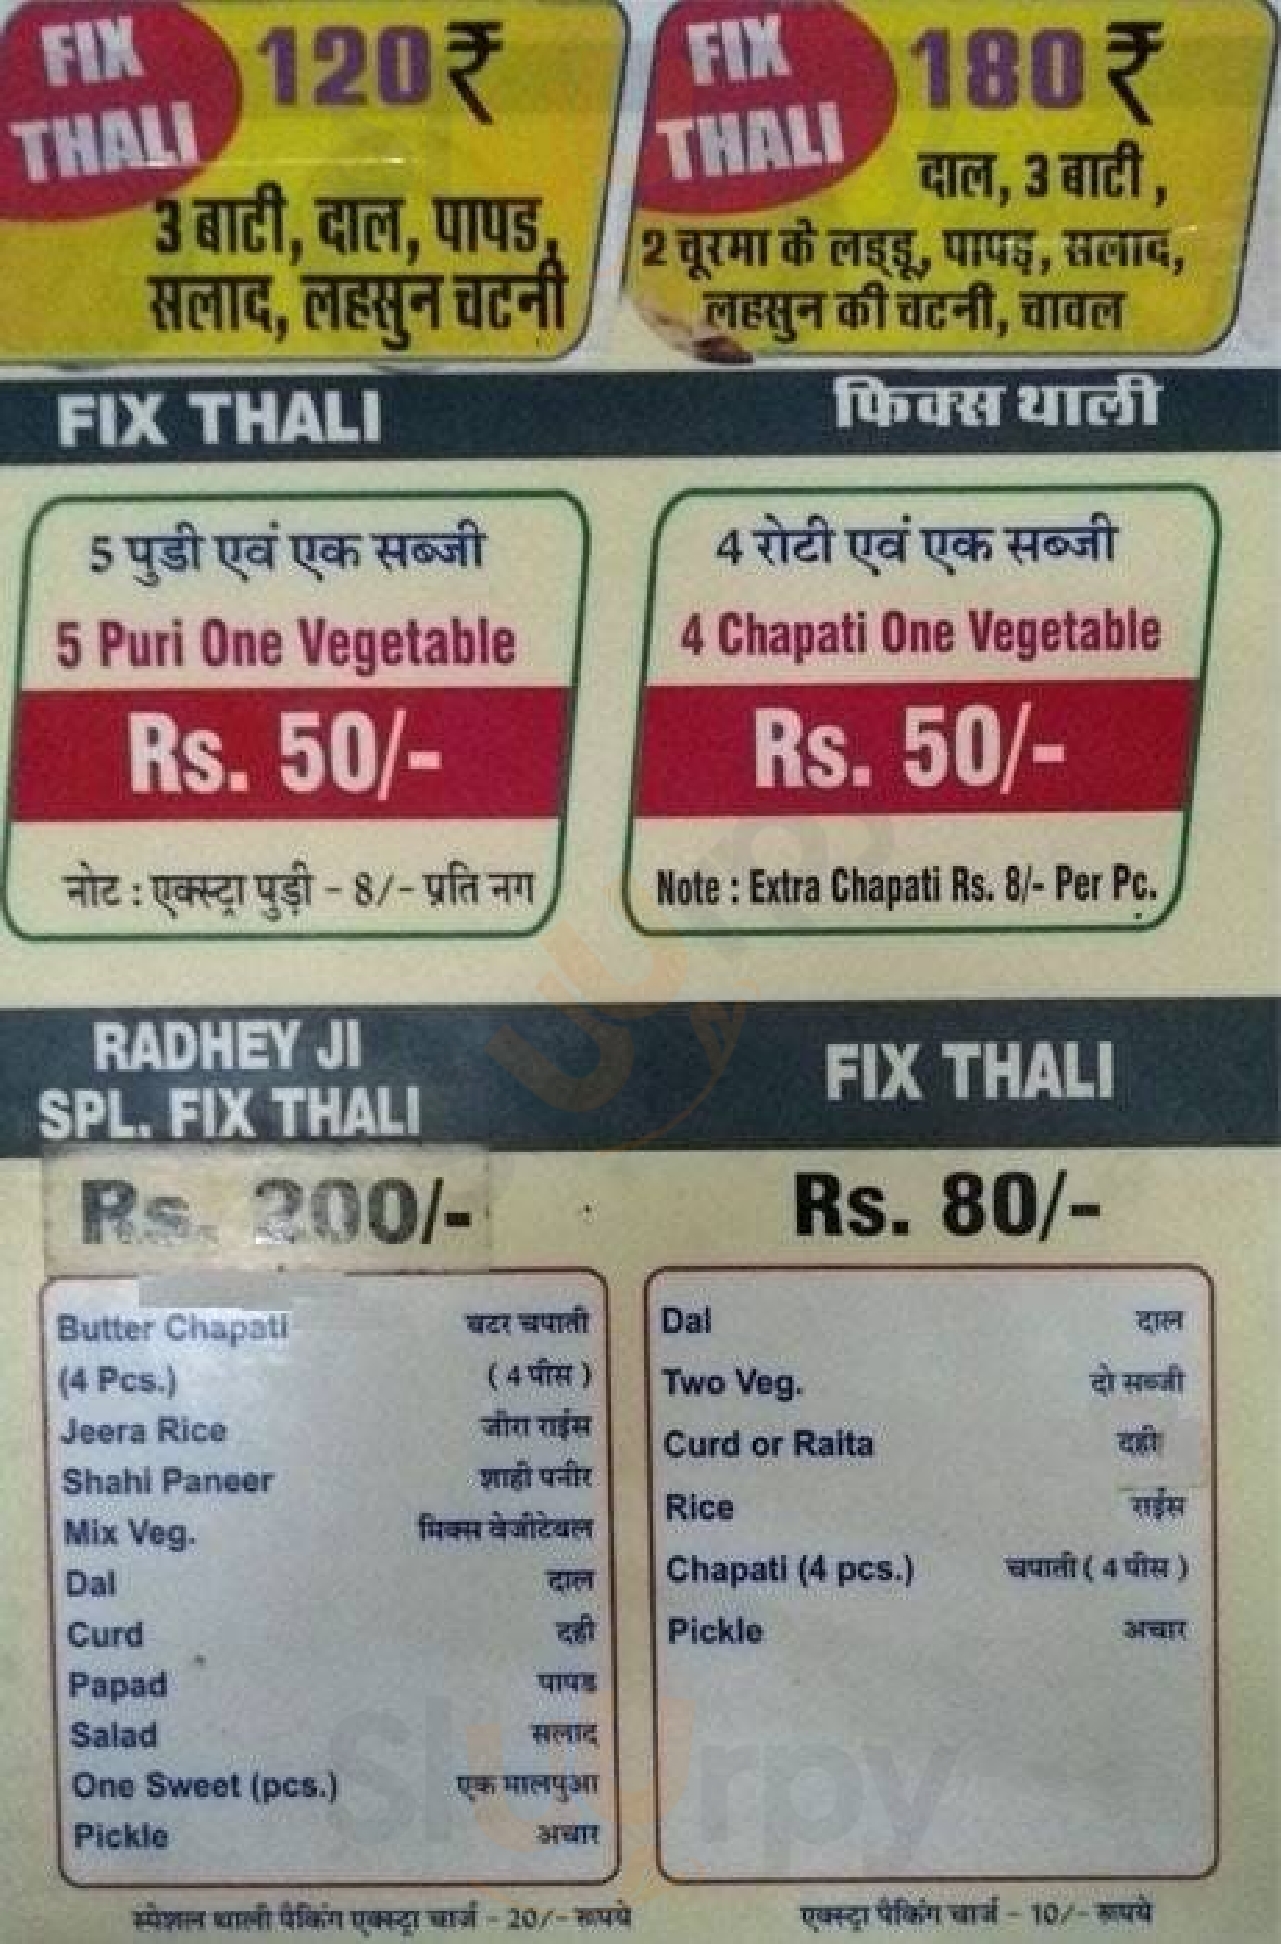 FIX THALI 120₹
3 बाटी, दाल, पापड,
सलाद, लहसुन चटनी
FIX THALI 180₹
दाल, 3 बाटी,
2 चूरमा के लड्डू, पापड़, सलाद,
लहसुन की चटनी, चावल
FIX THALI फिक्स थाली
5 पुडी एवं एक सब्जी
5 Puri One Vegetable
Rs. 50/-
नोट : एक्स्ट्रा पुड़ी - 8/- प्रति नग
4 रोटी एवं एक सब्जी
4 Chapati One Vegetable
Rs. 50/-
Note : Extra Chapati Rs. 8/- Per Pc.
RADHEY JI
SPL. FIX THALI
Rs. 200/-
Butter Chapati बटर चपाती
(4 Pcs.) ( 4 पीस )
Jeera Rice जीरा राईस
Shahi Paneer शाही पनीर
Mix Veg. मिक्स वेजीटेबल
Dal दाल
Curd दही
Papad पापड
Salad सलाद
One Sweet (pcs.) एक मालपुआ
Pickle अचार
स्पेशल थाली पैकिंग एक्स्ट्रा चार्ज - 20/- रूपये
FIX THALI
Rs. 80/-
Dal दाल
Two Veg. दो सब्जी
Curd or Raita दही
Rice राईस
Chapati (4 pcs.) चपाती ( 4 पीस )
Pickle अचार
एक्स्ट्रा पैकिंग चार्ज - 10/- रूपये
slurrpy
slurrpy